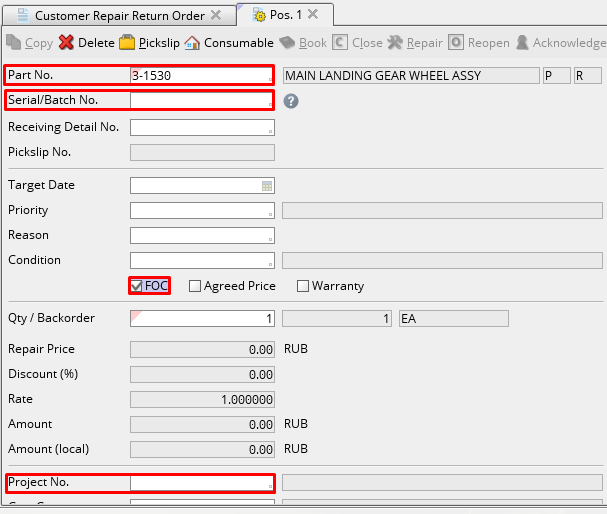 Customer Repair Return Order Pos. 1
Copy Delete Pickslip Consumable Book Close Repair Reopen Acknowledge
Part No. 3-1530 MAIN LANDING GEAR WHEEL ASSY P R
Serial/Batch No.
Receiving Detail No.
Pickslip No.
Target Date
Priority
Reason
Condition
FOC Agreed Price Warranty
Qty / Backorder 1 1 EA
Repair Price 0.00 RUB
Discount (%) 0.00
Rate 1.000000
Amount 0.00 RUB
Amount (local) 0.00 RUB
Project No.